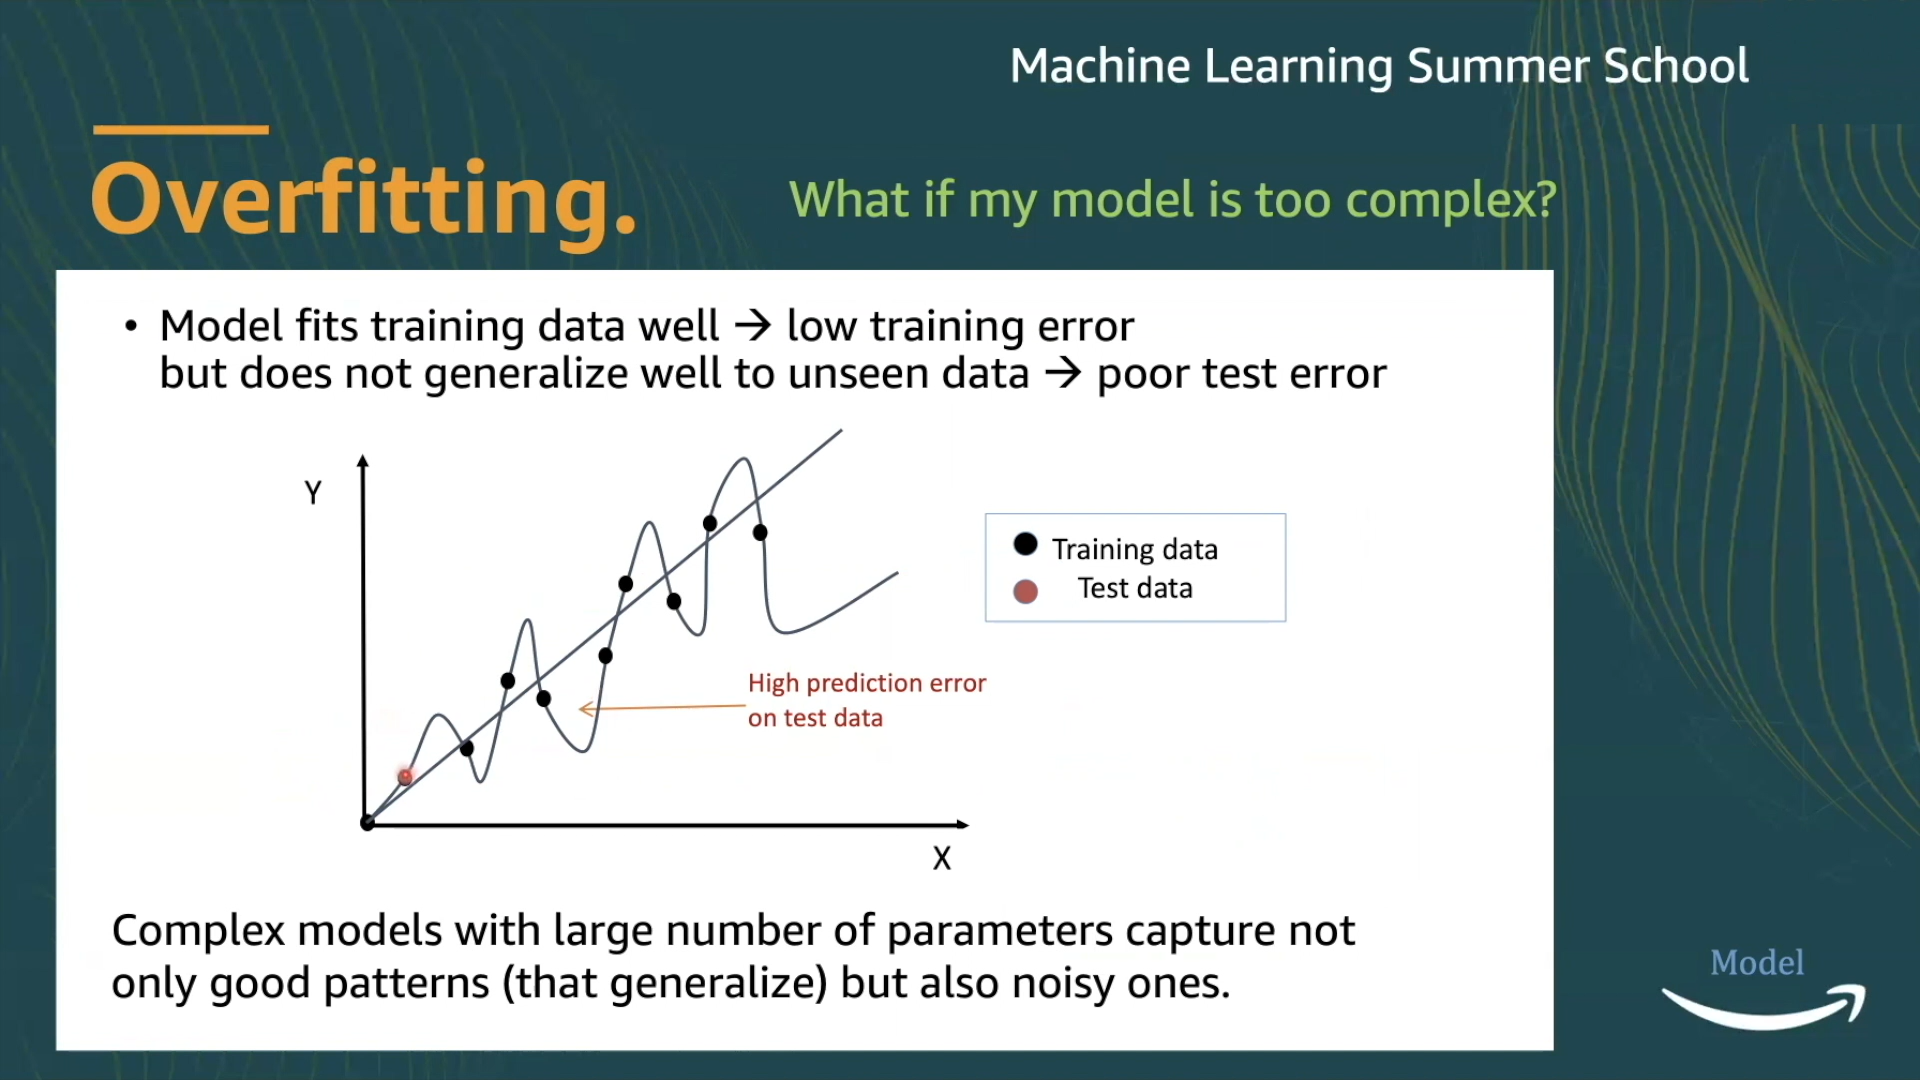 Machine Learning Summer School
Overfitting.
What if my model is too complex?
• Model fits training data well → low training error
but does not generalize well to unseen data → poor test error
Y
Training data
Test data
High prediction error
on test data
X
Complex models with large number of parameters capture not
only good patterns (that generalize) but also noisy ones.
Model